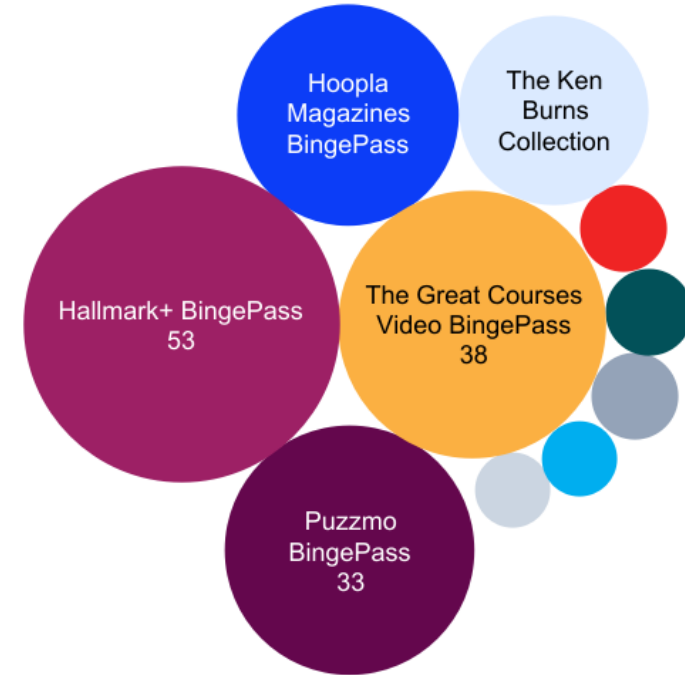 Hoopla
Magazines
BingePass
The Ken
Burns
Collection
Hallmark+ BingePass
53
The Great Courses
Video BingePass
38
Puzzmo
BingePass
33